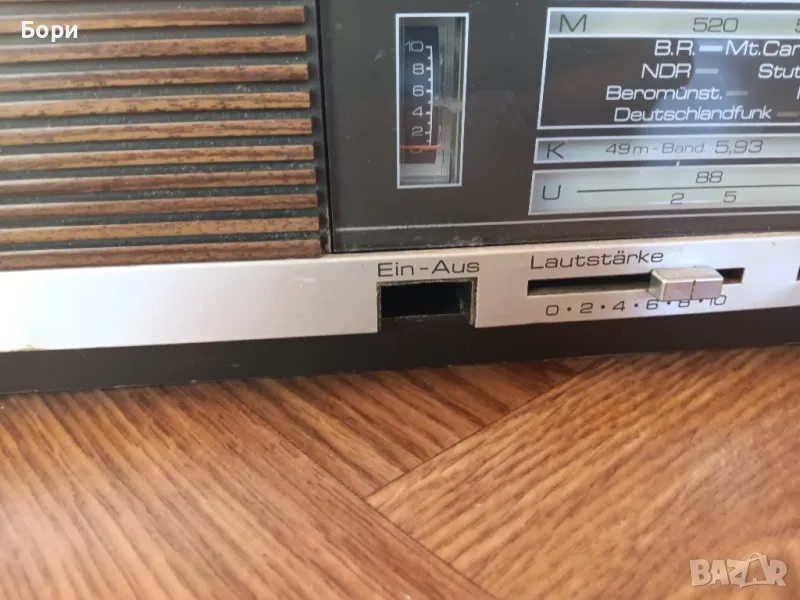 Бори
10
8
6
4
2
M 520
B.R. Mt.Car
NDR Stut
Beromünst.
Deutschlandfunk
K 49m-Band 5,93
U 88
2 5
Ein-Aus Lautstärke
0 · 2 · 4 · 6 · 8 · 10
BAZAR